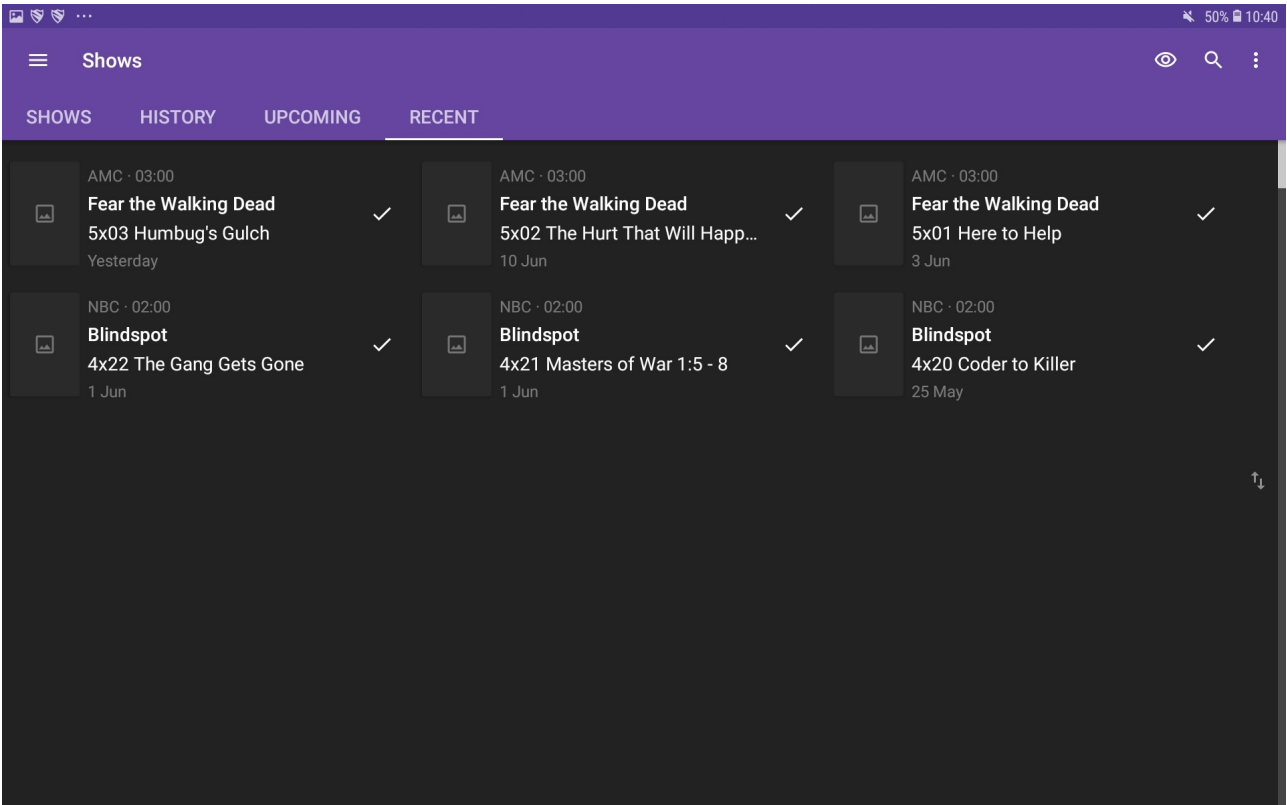 50% 10:40
Shows
SHOWS HISTORY UPCOMING RECENT
AMC · 03:00
Fear the Walking Dead
5x03 Humbug's Gulch
Yesterday
AMC · 03:00
Fear the Walking Dead
5x02 The Hurt That Will Happ...
10 Jun
AMC · 03:00
Fear the Walking Dead
5x01 Here to Help
3 Jun
NBC · 02:00
Blindspot
4x22 The Gang Gets Gone
1 Jun
NBC · 02:00
Blindspot
4x21 Masters of War 1:5 - 8
1 Jun
NBC · 02:00
Blindspot
4x20 Coder to Killer
25 May